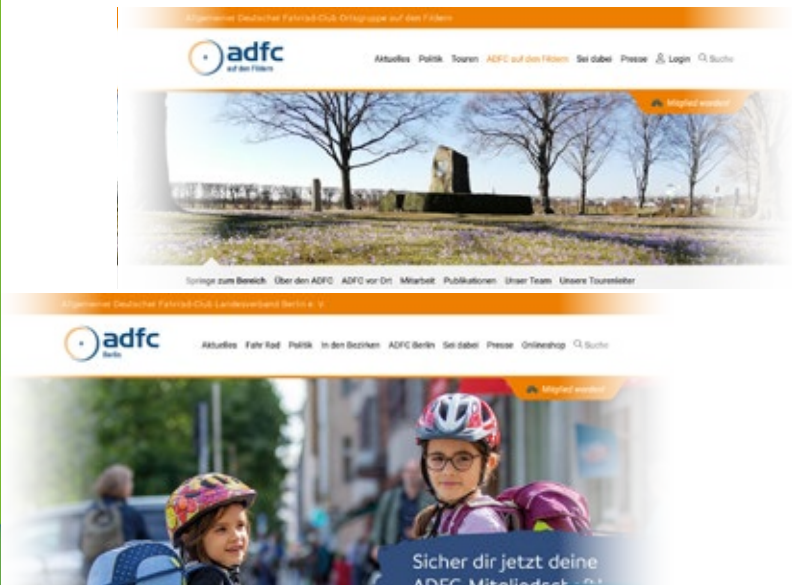 Allgemeiner Deutscher Fahrrad-Club Ortsgruppe auf den Fildern
adfc
auf den Fildern
Aktuelles Politik Touren ADFC auf den Fildern Sei dabei Presse Login Suche
Mitglied werden!
Springe zum Bereich Über den ADFC ADFC vor Ort Mitarbeit Publikationen Unser Team Unsere Tourenleiter
Allgemeiner Deutscher Fahrrad-Club Landesverband Berlin e. V.
adfc
Berlin
Aktuelles Fahr Rad Politik In den Bezirken ADFC Berlin Sei dabei Presse Onlineshop Suche
Mitglied werden!
Sicher dir jetzt deine
ADFC-Mitgliedschaft